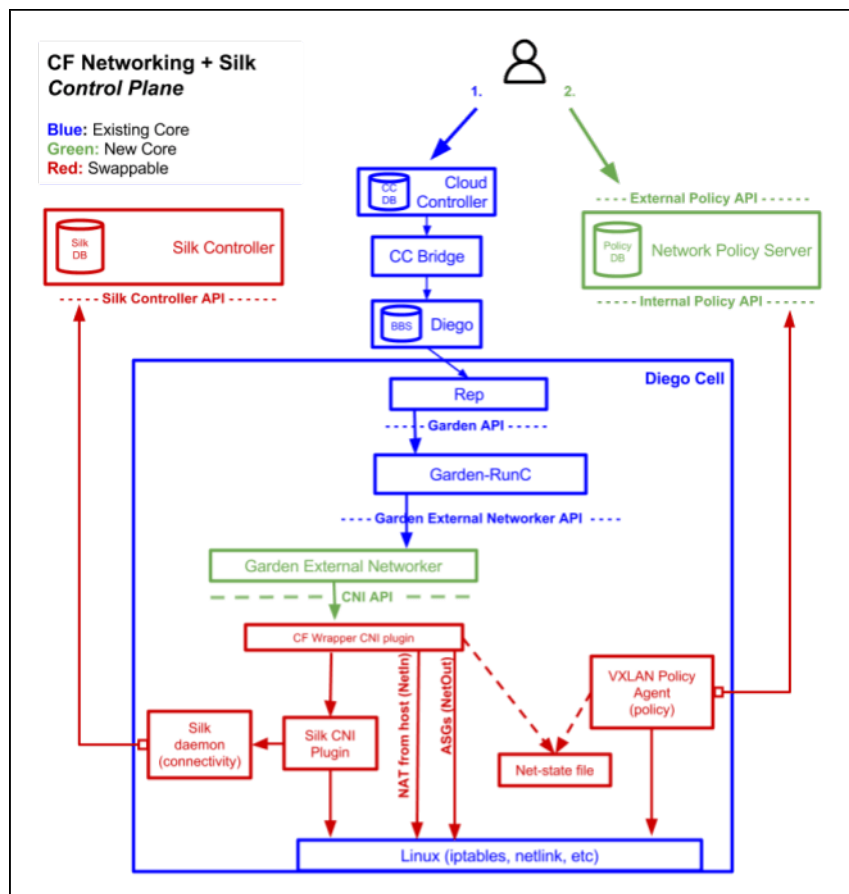 CF Networking + Silk
Control Plane
Blue: Existing Core
Green: New Core
Red: Swappable
1.
2.
CC
DB
Cloud
Controller
External Policy API
Silk
DB
Silk Controller
Policy
DB
Network Policy Server
CC Bridge
Silk Controller API
Internal Policy API
BBS
Diego
Diego Cell
Rep
Garden API
Garden-RunC
Garden External Networker API
Garden External Networker
CNI API
CF Wrapper CNI plugin
NAT from host (NetIn)
ASGs (NetOut)
VXLAN Policy
Agent
(policy)
Silk
daemon
(connectivity)
Silk CNI
Plugin
Net-state file
Linux (iptables, netlink, etc)